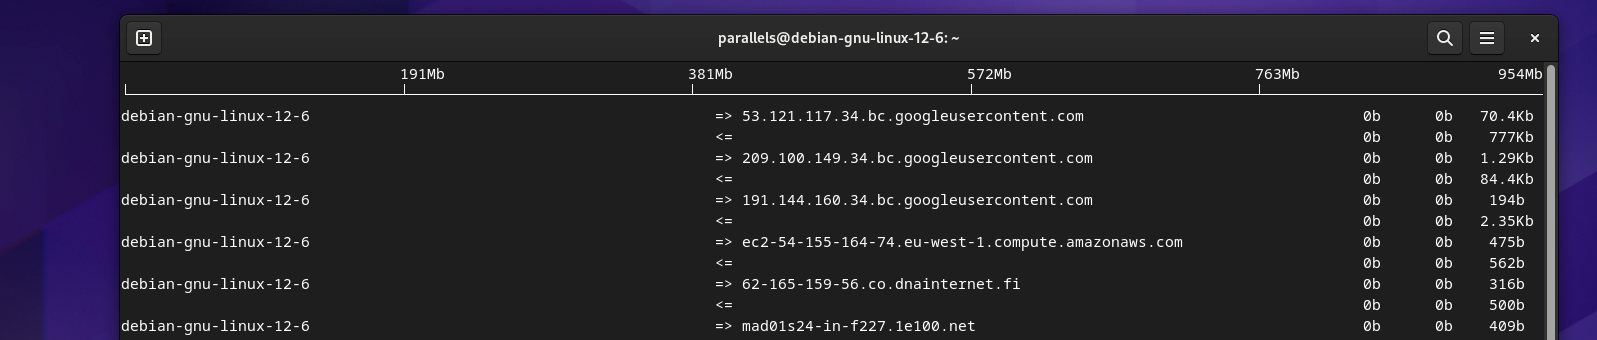 parallels@debian-gnu-linux-12-6: ~
191Mb 381Mb 572Mb 763Mb 954Mb
debian-gnu-linux-12-6 => 53.121.117.34.bc.googleusercontent.com 0b 0b 70.4Kb
<= 0b 0b 777Kb
debian-gnu-linux-12-6 => 209.100.149.34.bc.googleusercontent.com 0b 0b 1.29Kb
<= 0b 0b 84.4Kb
debian-gnu-linux-12-6 => 191.144.160.34.bc.googleusercontent.com 0b 0b 194b
<= 0b 0b 2.35Kb
debian-gnu-linux-12-6 => ec2-54-155-164-74.eu-west-1.compute.amazonaws.com 0b 0b 475b
<= 0b 0b 562b
debian-gnu-linux-12-6 => 62-165-159-56.co.dnainternet.fi 0b 0b 316b
<= 0b 0b 500b
debian-gnu-linux-12-6 => mad01s24-in-f227.1e100.net 0b 0b 409b